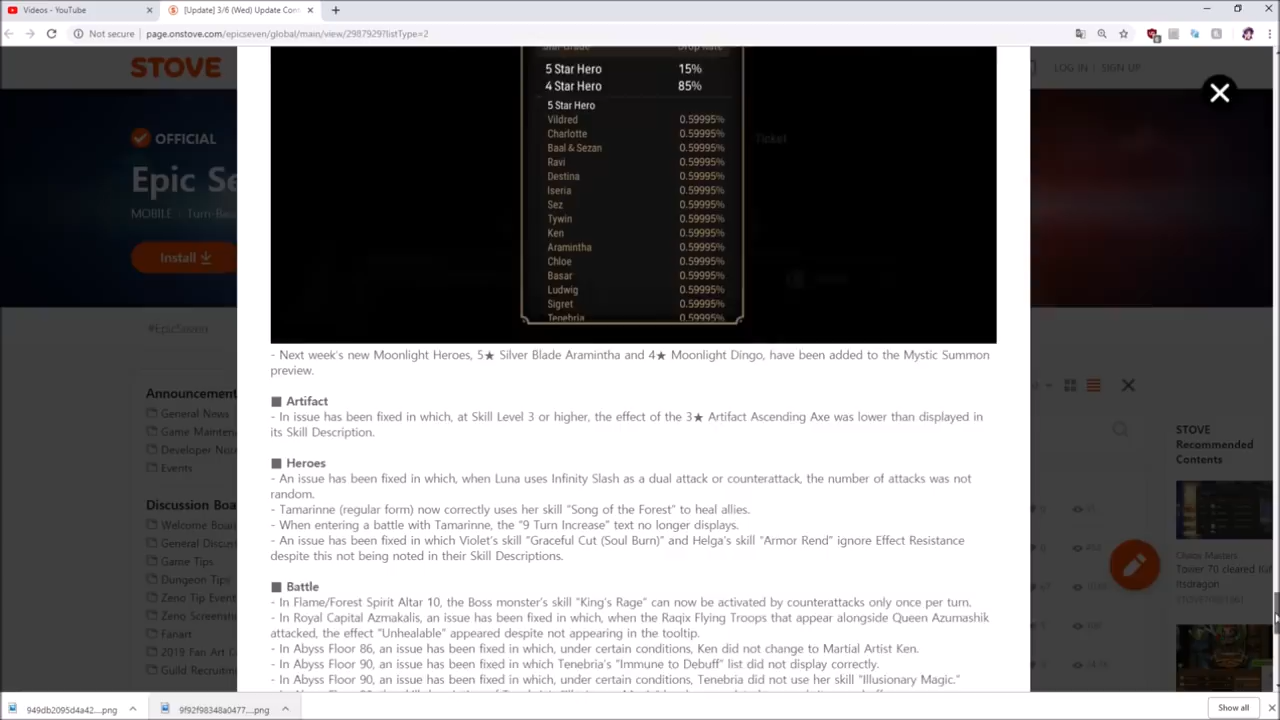 Videos - YouTube
[Update] 3/6 (Wed) Update Con
Not secure
page.onstove.com/epicseven/global/main/view/2987929?listType=2
STOVE
LOG IN
SIGN UP
OFFICIAL
Epic Se
MOBILE
Turn-Ba
Install
#EpicSeven
Drop Rate
5 Star Hero 15%
4 Star Hero 85%
5 Star Hero
Vildred 0.59995%
Charlotte 0.59995%
Baal & Sezan 0.59995%
Ravi 0.59995%
Destina 0.59995%
Iseria 0.59995%
Sez 0.59995%
Tywin 0.59995%
Ken 0.59995%
Aramintha 0.59995%
Chloe 0.59995%
Basar 0.59995%
Ludwig 0.59995%
Sigret 0.59995%
Tenebria 0.59995%
Ticket
- Next week's new Moonlight Heroes, 5★ Silver Blade Aramintha and 4★ Moonlight Dingo, have been added to the Mystic Summon
preview.
■ Artifact
- In issue has been fixed in which, at Skill Level 3 or higher, the effect of the 3★ Artifact Ascending Axe was lower than displayed in
its Skill Description.
■ Heroes
- An issue has been fixed in which, when Luna uses Infinity Slash as a dual attack or counterattack, the number of attacks was not
random.
- Tamarinne (regular form) now correctly uses her skill "Song of the Forest" to heal allies.
- When entering a battle with Tamarinne, the "9 Turn Increase" text no longer displays.
- An issue has been fixed in which Violet's skill "Graceful Cut (Soul Burn)" and Helga's skill "Armor Rend" ignore Effect Resistance
despite this not being noted in their Skill Descriptions.
■ Battle
- In Flame/Forest Spirit Altar 10, the Boss monster's skill "King's Rage" can now be activated by counterattacks only once per turn.
- In Royal Capital Azmakalis, an issue has been fixed in which, when the Raqix Flying Troops that appear alongside Queen Azumashik
attacked, the effect "Unhealable" appeared despite not appearing in the tooltip.
- In Abyss Floor 86, an issue has been fixed in which, under certain conditions, Ken did not change to Martial Artist Ken.
- In Abyss Floor 90, an issue has been fixed in which Tenebria's "Immune to Debuff" list did not display correctly.
- In Abyss Floor 90, an issue has been fixed in which, under certain conditions, Tenebria did not use her skill "Illusionary Magic."
Announcement
General News
Game Mainten
Developer Not
Events
Discussion Boa
Welcome Boar
General Discus
Game Tips
Dungeon Tips
Zeno Tip Event
Zeno Screensh
Fanart
2019 Fan Art C
Guild Recruitm
STOVE
Recommended
Contents
Chaos Masters
Tower 70 cleared ful
949db2095d4a42....png
9f92f98348a0477....png
Show all